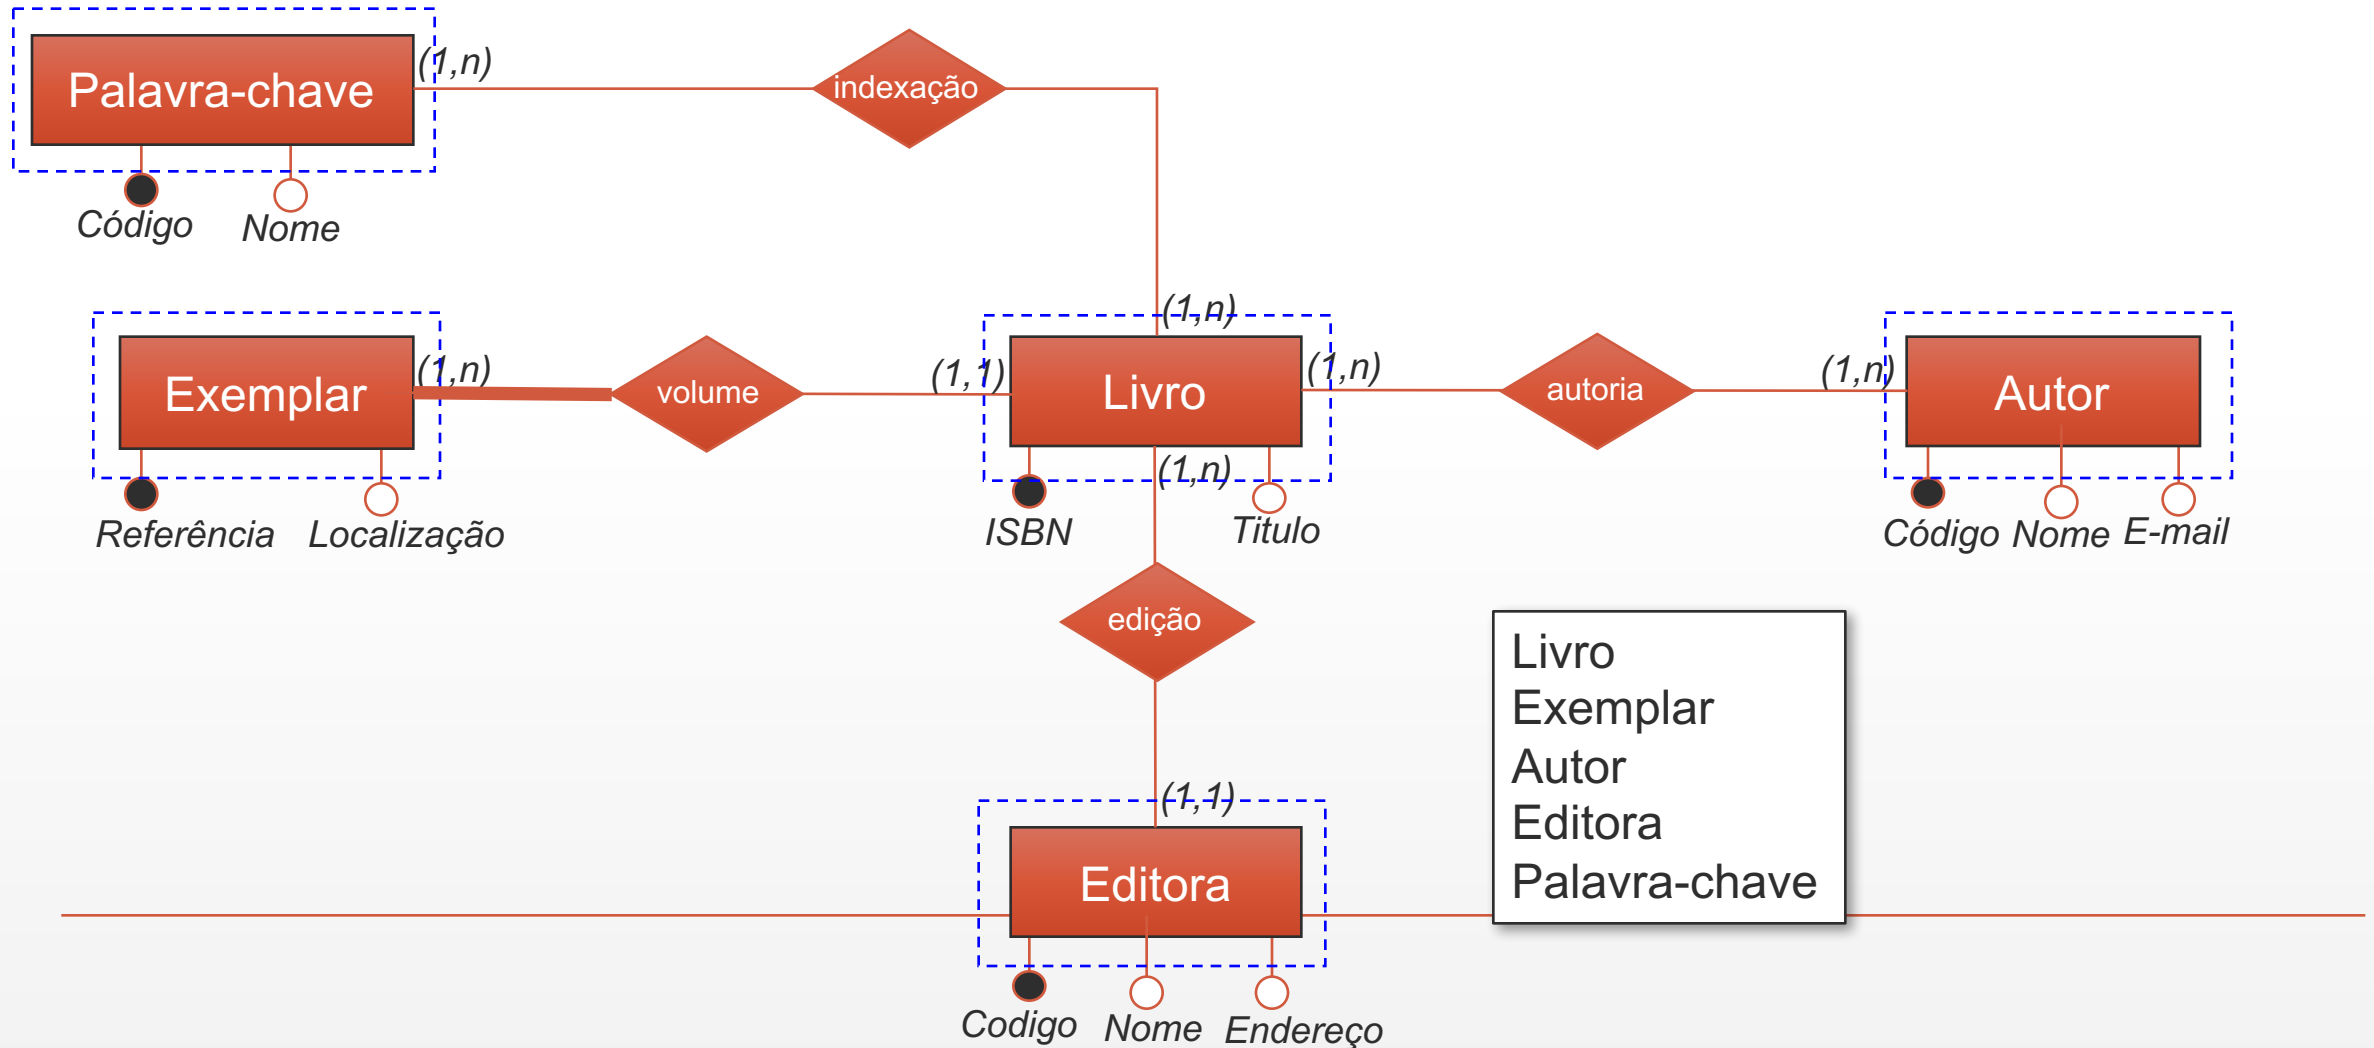 Palavra-chave
(1,n)
indexação
Código
Nome
(1,n)
Exemplar
(1,n)
volume
(1,1)
Livro
(1,n)
autoria
(1,n)
Autor
(1,n)
Referência
Localização
ISBN
Titulo
Código
Nome
E-mail
edição
Livro
Exemplar
Autor
Editora
Palavra-chave
(1,1)
Editora
Codigo
Nome
Endereço